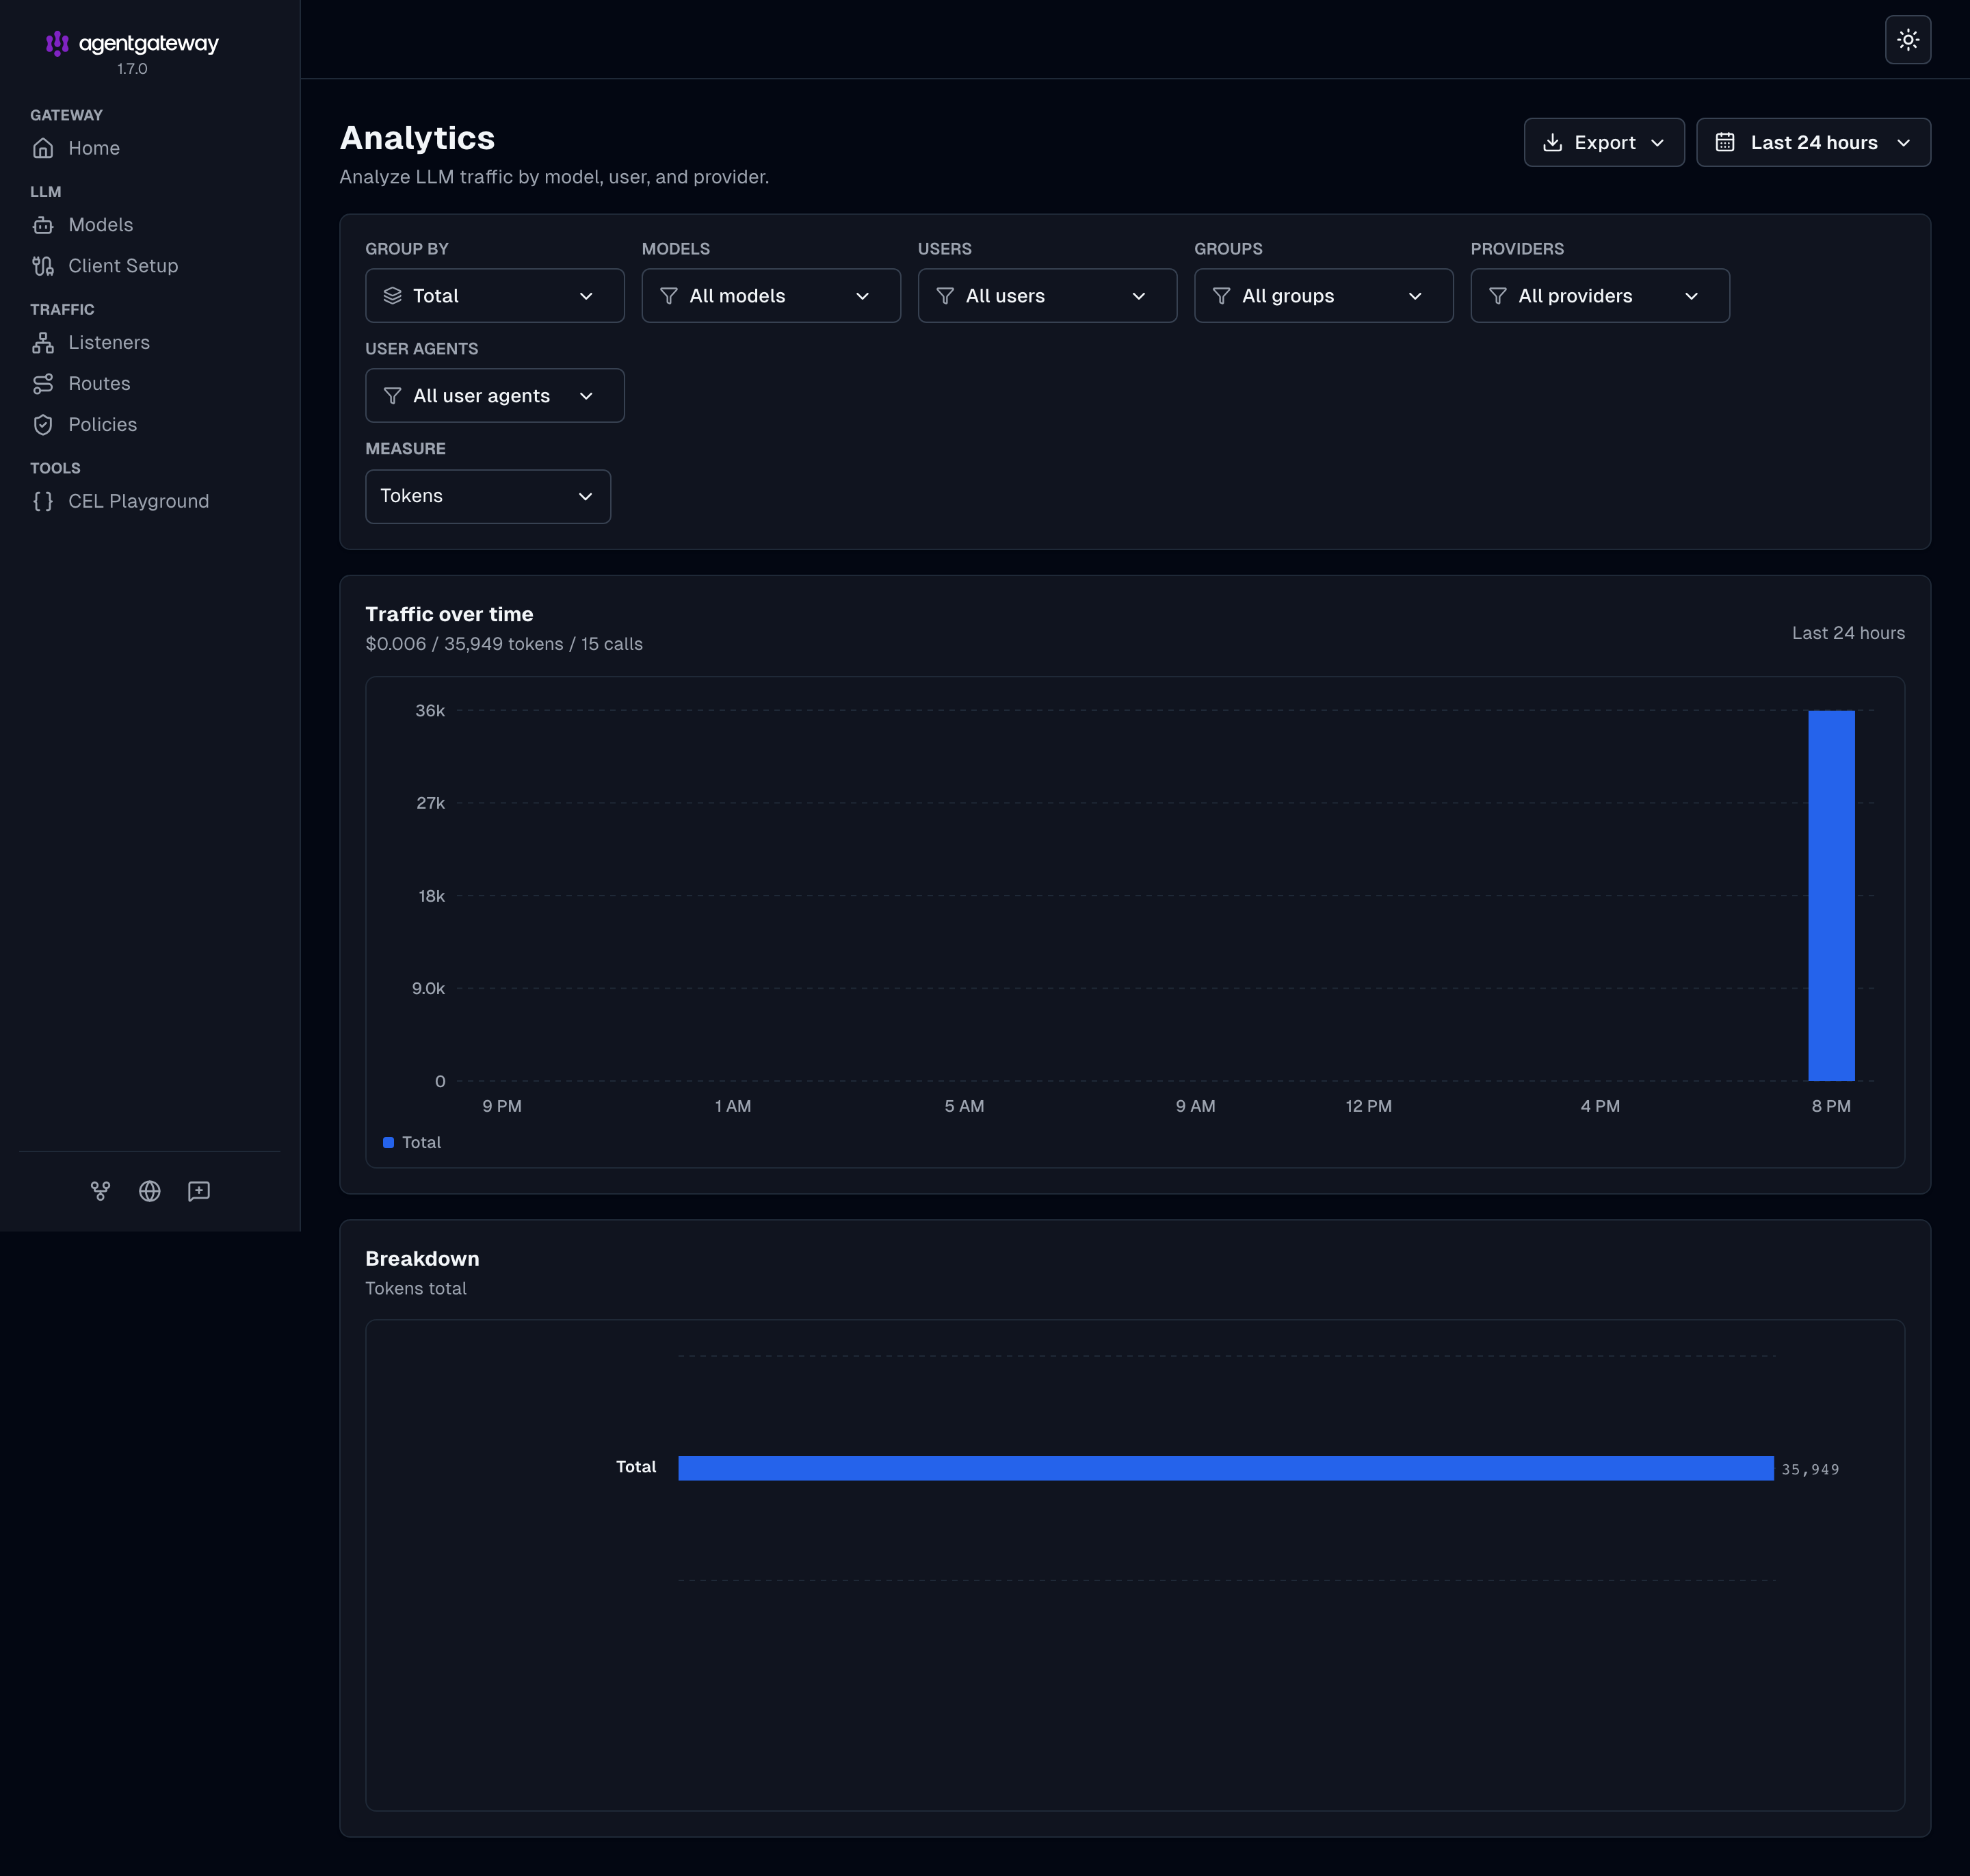 agentgateway
1.7.0
GATEWAY
Home
LLM
Models
Client Setup
TRAFFIC
Listeners
Routes
Policies
TOOLS
CEL Playground
Analytics
Analyze LLM traffic by model, user, and provider.
Export
Last 24 hours
GROUP BY
MODELS
USERS
GROUPS
PROVIDERS
Total
All models
All users
All groups
All providers
USER AGENTS
All user agents
MEASURE
Tokens
Traffic over time
$0.006 / 35,949 tokens / 15 calls
Last 24 hours
36k
27k
18k
9.0k
0
9 PM
1 AM
5 AM
9 AM
12 PM
4 PM
8 PM
Total
Breakdown
Tokens total
Total
35,949